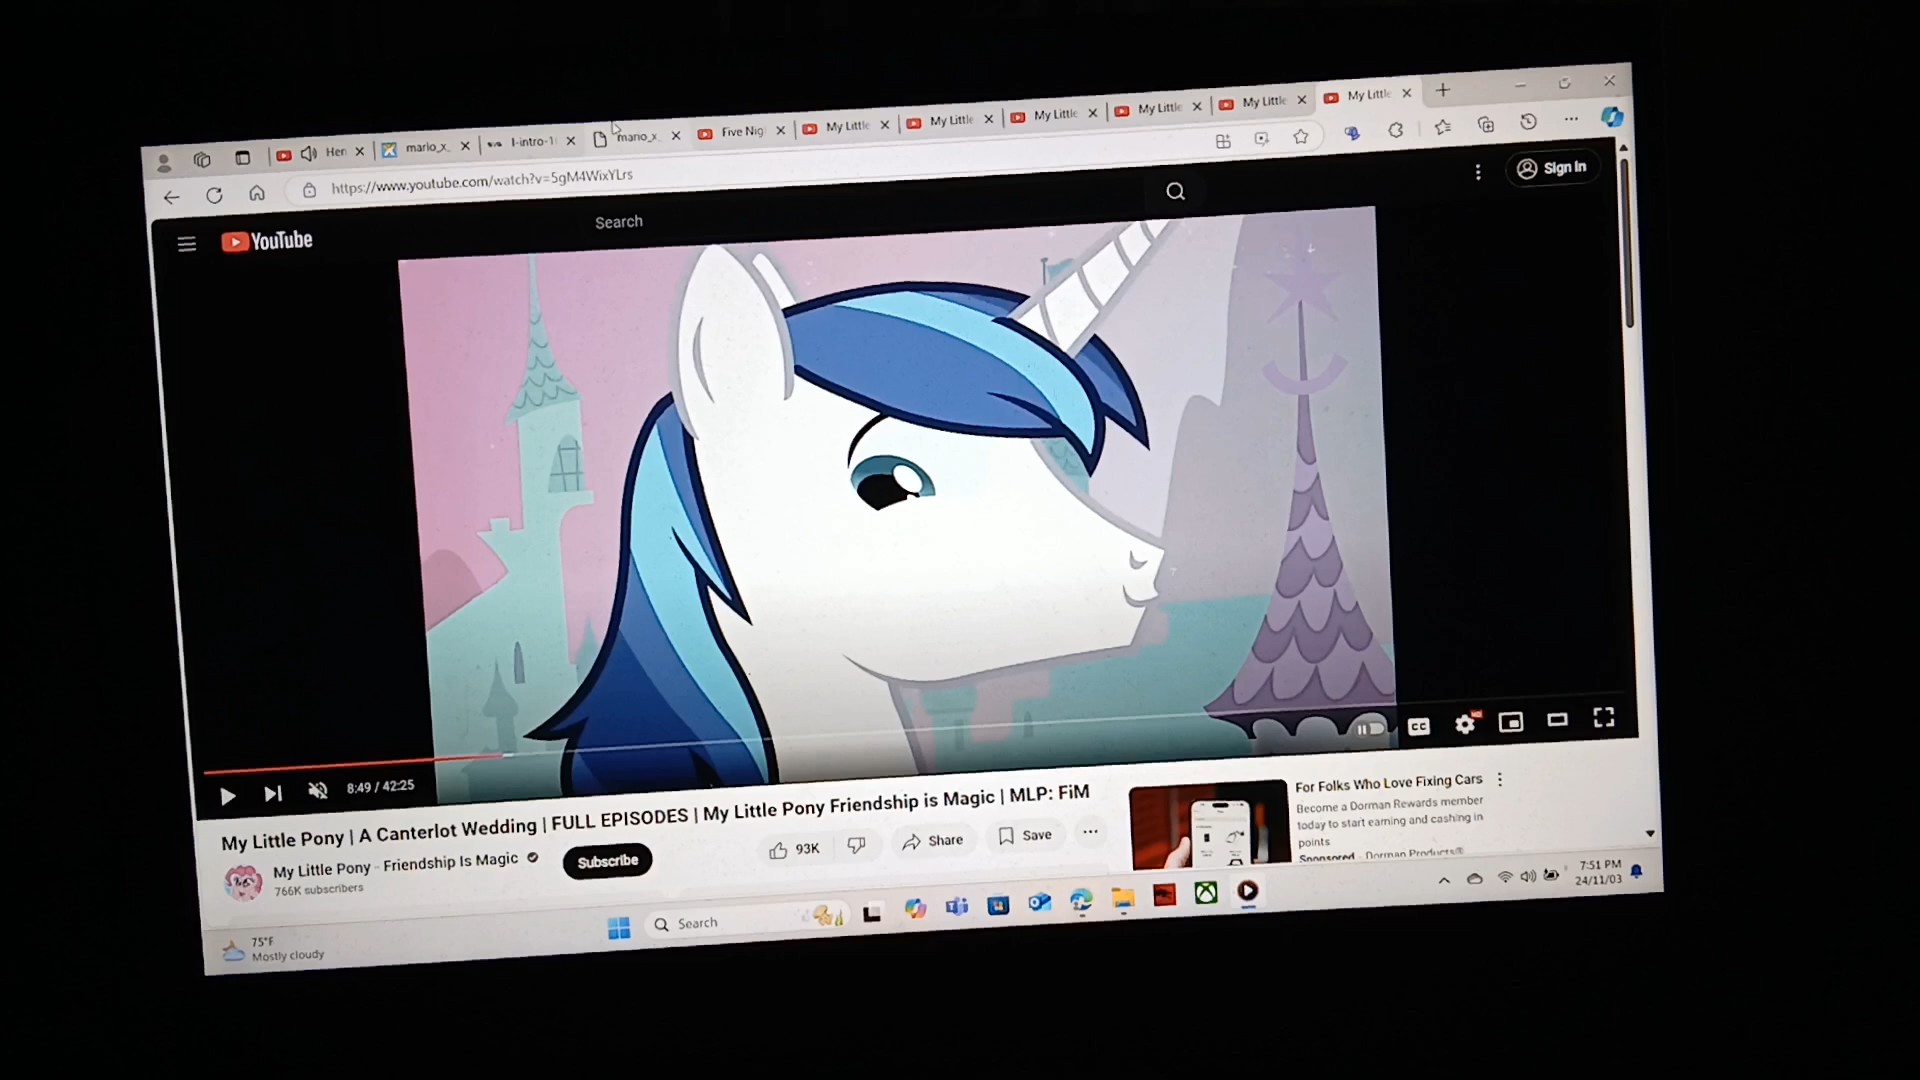 Her
mario_x_
I-intro-1
mario_x_
Five Nig
My Little
My Little
My Little
My Little
My Little
My Little
https://www.youtube.com/watch?v=5gM4WixYLrs
YouTube
Search
Sign in
8:49 / 42:25
CC
My Little Pony | A Canterlot Wedding | FULL EPISODES | My Little Pony Friendship is Magic | MLP: FiM
My Little Pony - Friendship Is Magic
766K subscribers
Subscribe
93K
Share
Save
For Folks Who Love Fixing Cars
Become a Dorman Rewards member
today to start earning and cashing in
points
Sponsored · Dorman Products®
75°F
Mostly cloudy
Search
7:51 PM
24/11/03